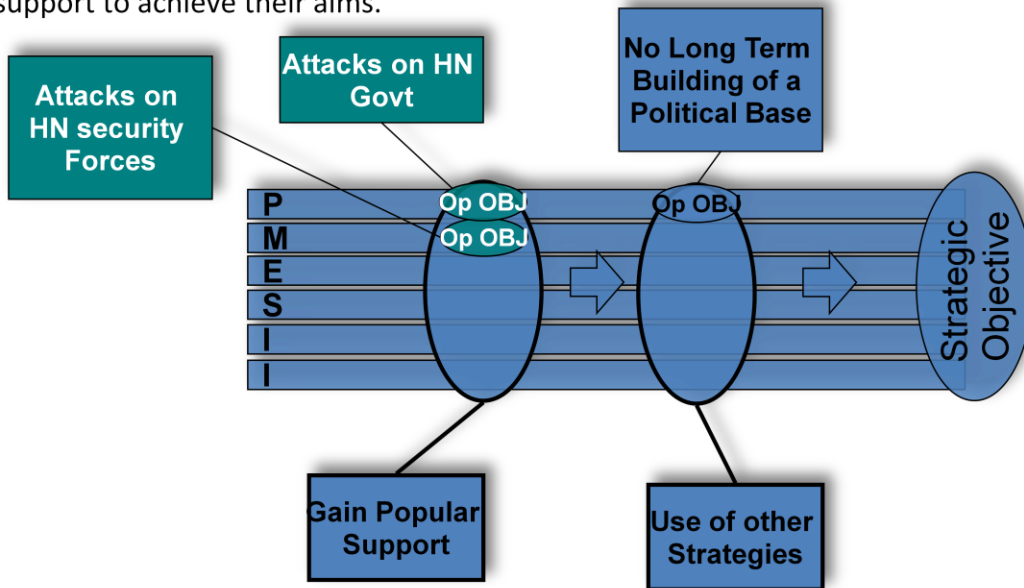 support to achieve their aims.
Attacks on
HN security
Forces
Attacks on HN
Govt
No Long Term
Building of a
Political Base
P
M
E
S
I
I
Op OBJ
Op OBJ
Op OBJ
Strategic
Objective
Gain Popular
Support
Use of other
Strategies